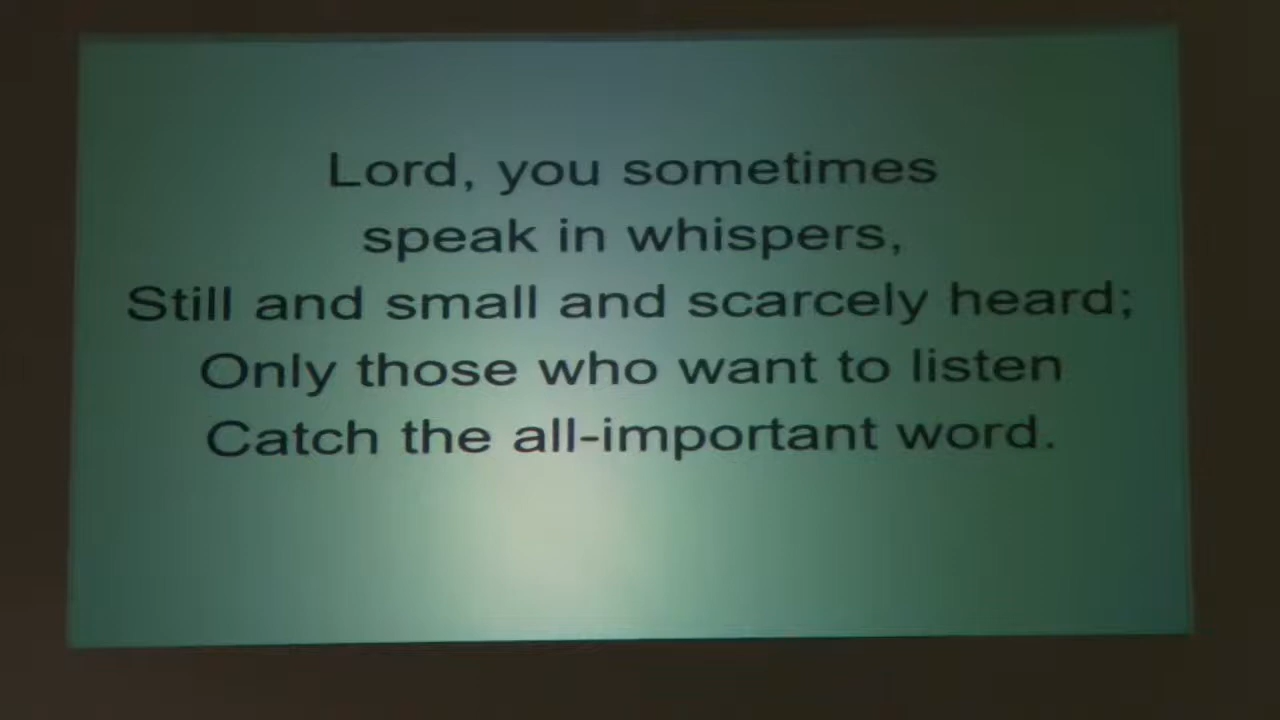 Lord, you sometimes
speak in whispers,
Still and small and scarcely heard;
Only those who want to listen
Catch the all-important word.